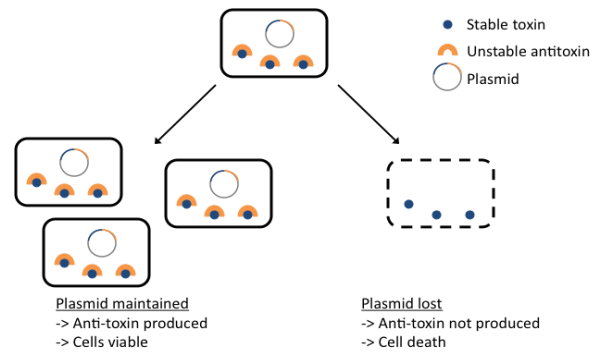 Stable toxin
Unstable antitoxin
Plasmid
Plasmid maintained
-> Anti-toxin produced
-> Cells viable
Plasmid lost
-> Anti-toxin not produced
-> Cell death